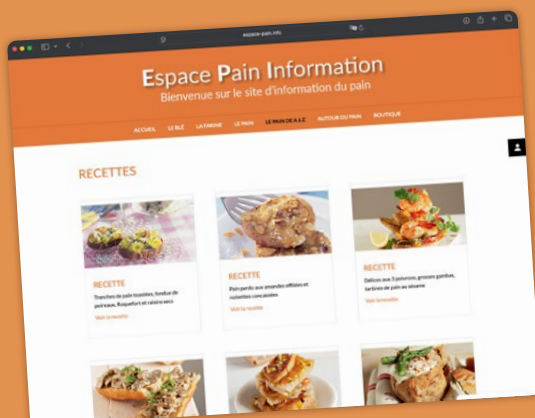 espace-pain.info
Espace Pain Information
Bienvenue sur le site d'information du pain
ACCUEIL LE BLÉ LA FARINE LE PAIN LE PAIN DE A à Z AUTOUR DU PAIN BOUTIQUE
RECETTES
RECETTE
Tranches de pain toastées, fondue de
poireaux, Roquefort et raisins secs
Voir la recette
RECETTE
Pain perdu aux amandes effilées et
noisettes concassées
Voir la recette
RECETTE
Délices aux 3 poivrons, grosses gambas,
tartines de pain au sésame
Voir la recette